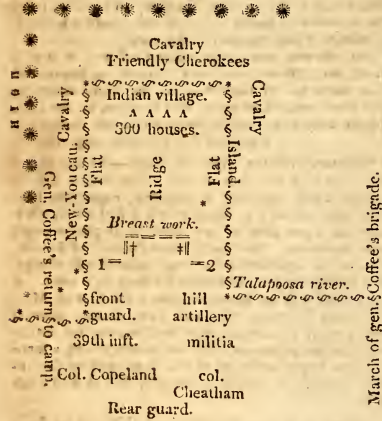 Cavalry
Friendly Cherokees
Indian village.
300 houses.
Cavalry
Cavalry
New-Youcau.
Flat
Ridge
Flat
Island.
HIGH
Breast work.
1
2
Talapoosa river.
front
guard.
hill
artillery
39th inft.
militia
Col. Copeland
col.
Cheatham
Rear guard.
Gen. Coffee's return to camp.
March of gen. Coffee's brigade.